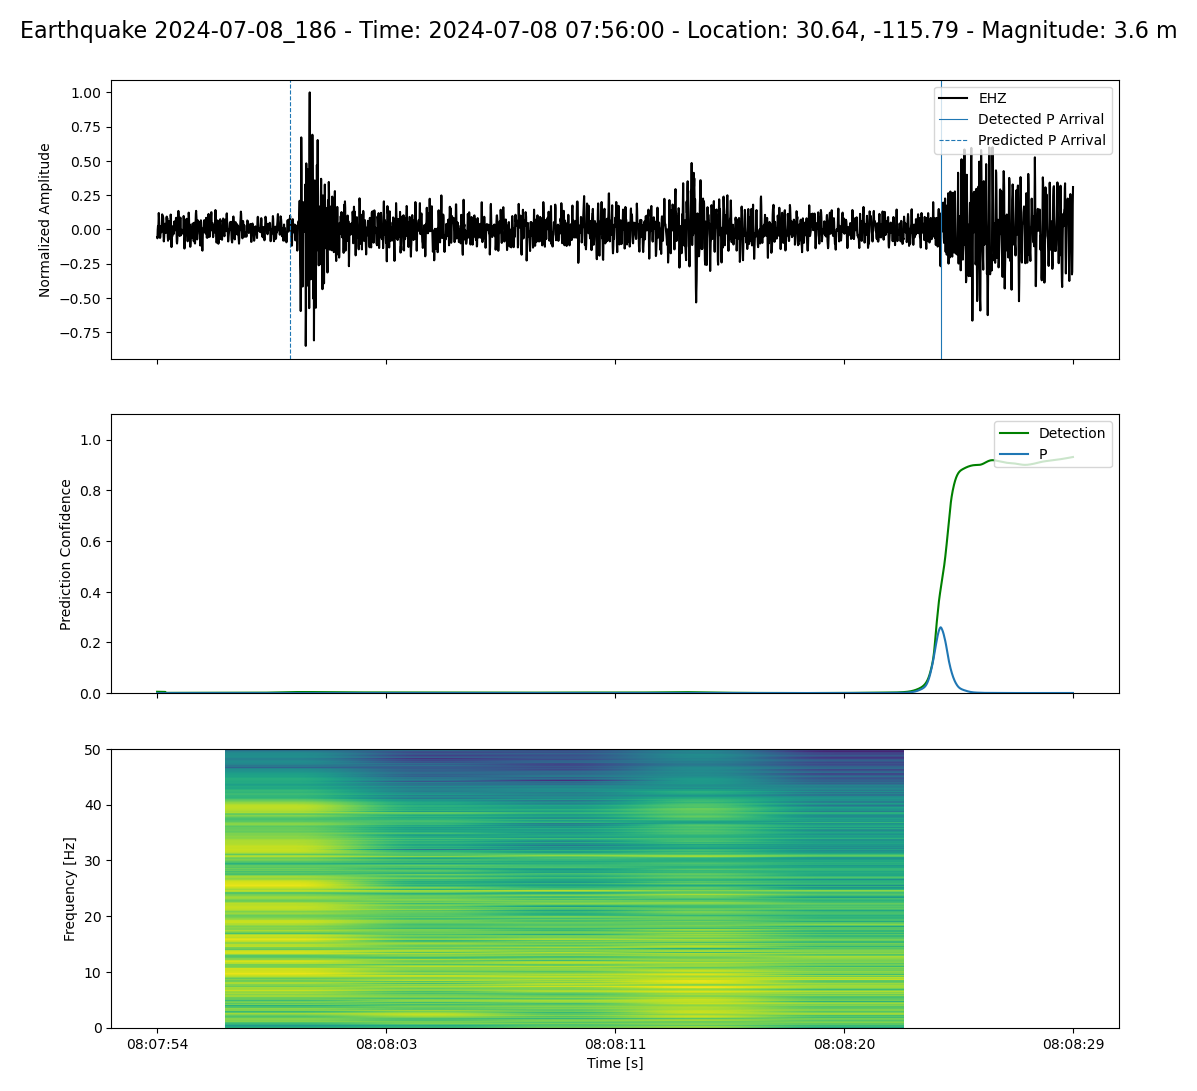 Earthquake 2024-07-08_186 - Time: 2024-07-08 07:56:00 - Location: 30.64, -115.79 - Magnitude: 3.6 m
1.00
0.75
0.50
0.25
0.00
−0.25
−0.50
−0.75
Normalized Amplitude
EHZ
Detected P Arrival
Predicted P Arrival
1.0
0.8
0.6
0.4
0.2
0.0
Prediction Confidence
Detection
P
50
40
30
20
10
0
Frequency [Hz]
08:07:54 08:08:03 08:08:11 08:08:20 08:08:29
Time [s]